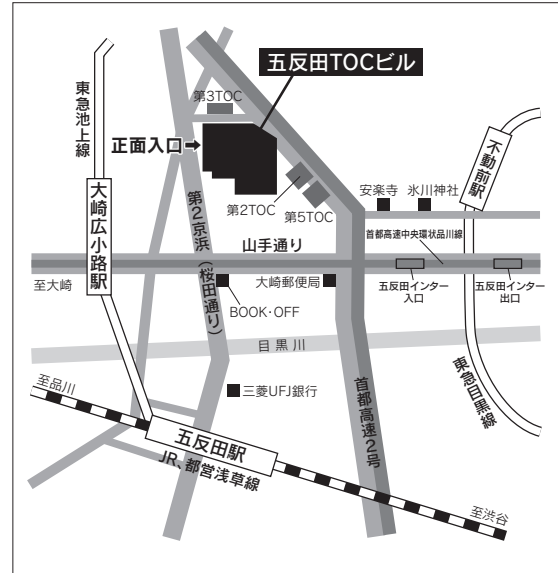 五反田TOCビル
第3TOC
東急池上線
正面入口→
不動前駅
安楽寺
氷川神社
第2TOC
第5TOC
大崎広小路駅
第2京浜(桜田通り)
山手通り
首都高速中央環状品川線
至大崎
大崎郵便局
五反田インター
入口
五反田インター
出口
BOOK・OFF
目黒川
首都高速2号
東急目黒線
至品川
三菱UFJ銀行
五反田駅
JR、都営浅草線
至渋谷